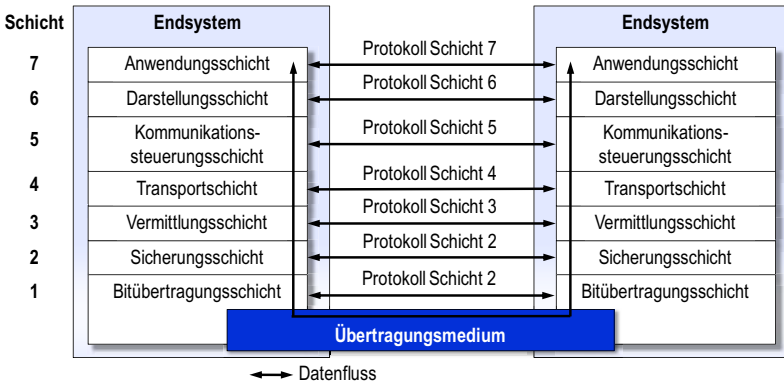 Schicht
Endsystem
Endsystem
7
Anwendungsschicht
Protokoll Schicht 7
Anwendungsschicht
6
Darstellungsschicht
Protokoll Schicht 6
Darstellungsschicht
5
Kommunikations-
steuerungsschicht
Protokoll Schicht 5
Kommunikations-
steuerungsschicht
4
Transportschicht
Protokoll Schicht 4
Transportschicht
3
Vermittlungsschicht
Protokoll Schicht 3
Vermittlungsschicht
2
Sicherungsschicht
Protokoll Schicht 2
Sicherungsschicht
1
Bitübertragungsschicht
Protokoll Schicht 2
Bitübertragungsschicht
Übertragungsmedium
Datenfluss